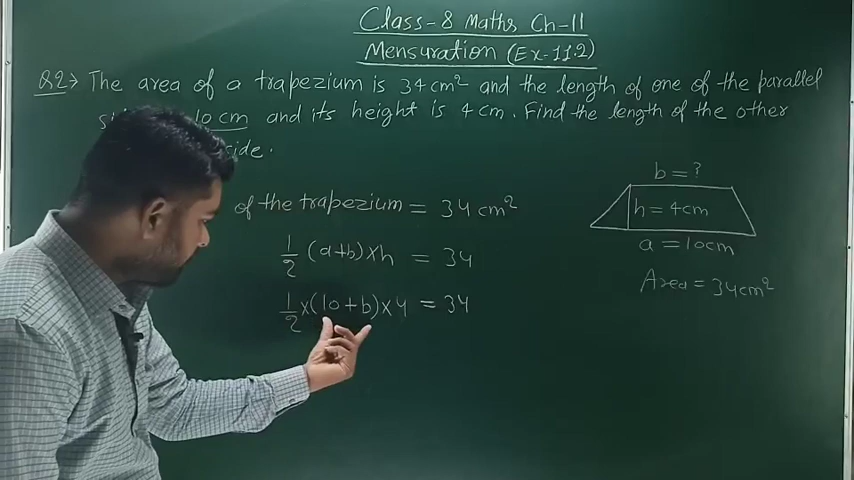 Class-8 Maths Ch-11
Mensuration (Ex-11.2)
Q2→ The area of a trapezium is 34 cm² and the length of one of the parallel
10 cm and its height is 4 cm. Find the length of the other
side.
of the trapezium = 34 cm²
1/2 (a+b)×h = 34
1/2 ×(10+b)×4 = 34
b = ?
h = 4cm
a = 10cm
Area = 34cm²